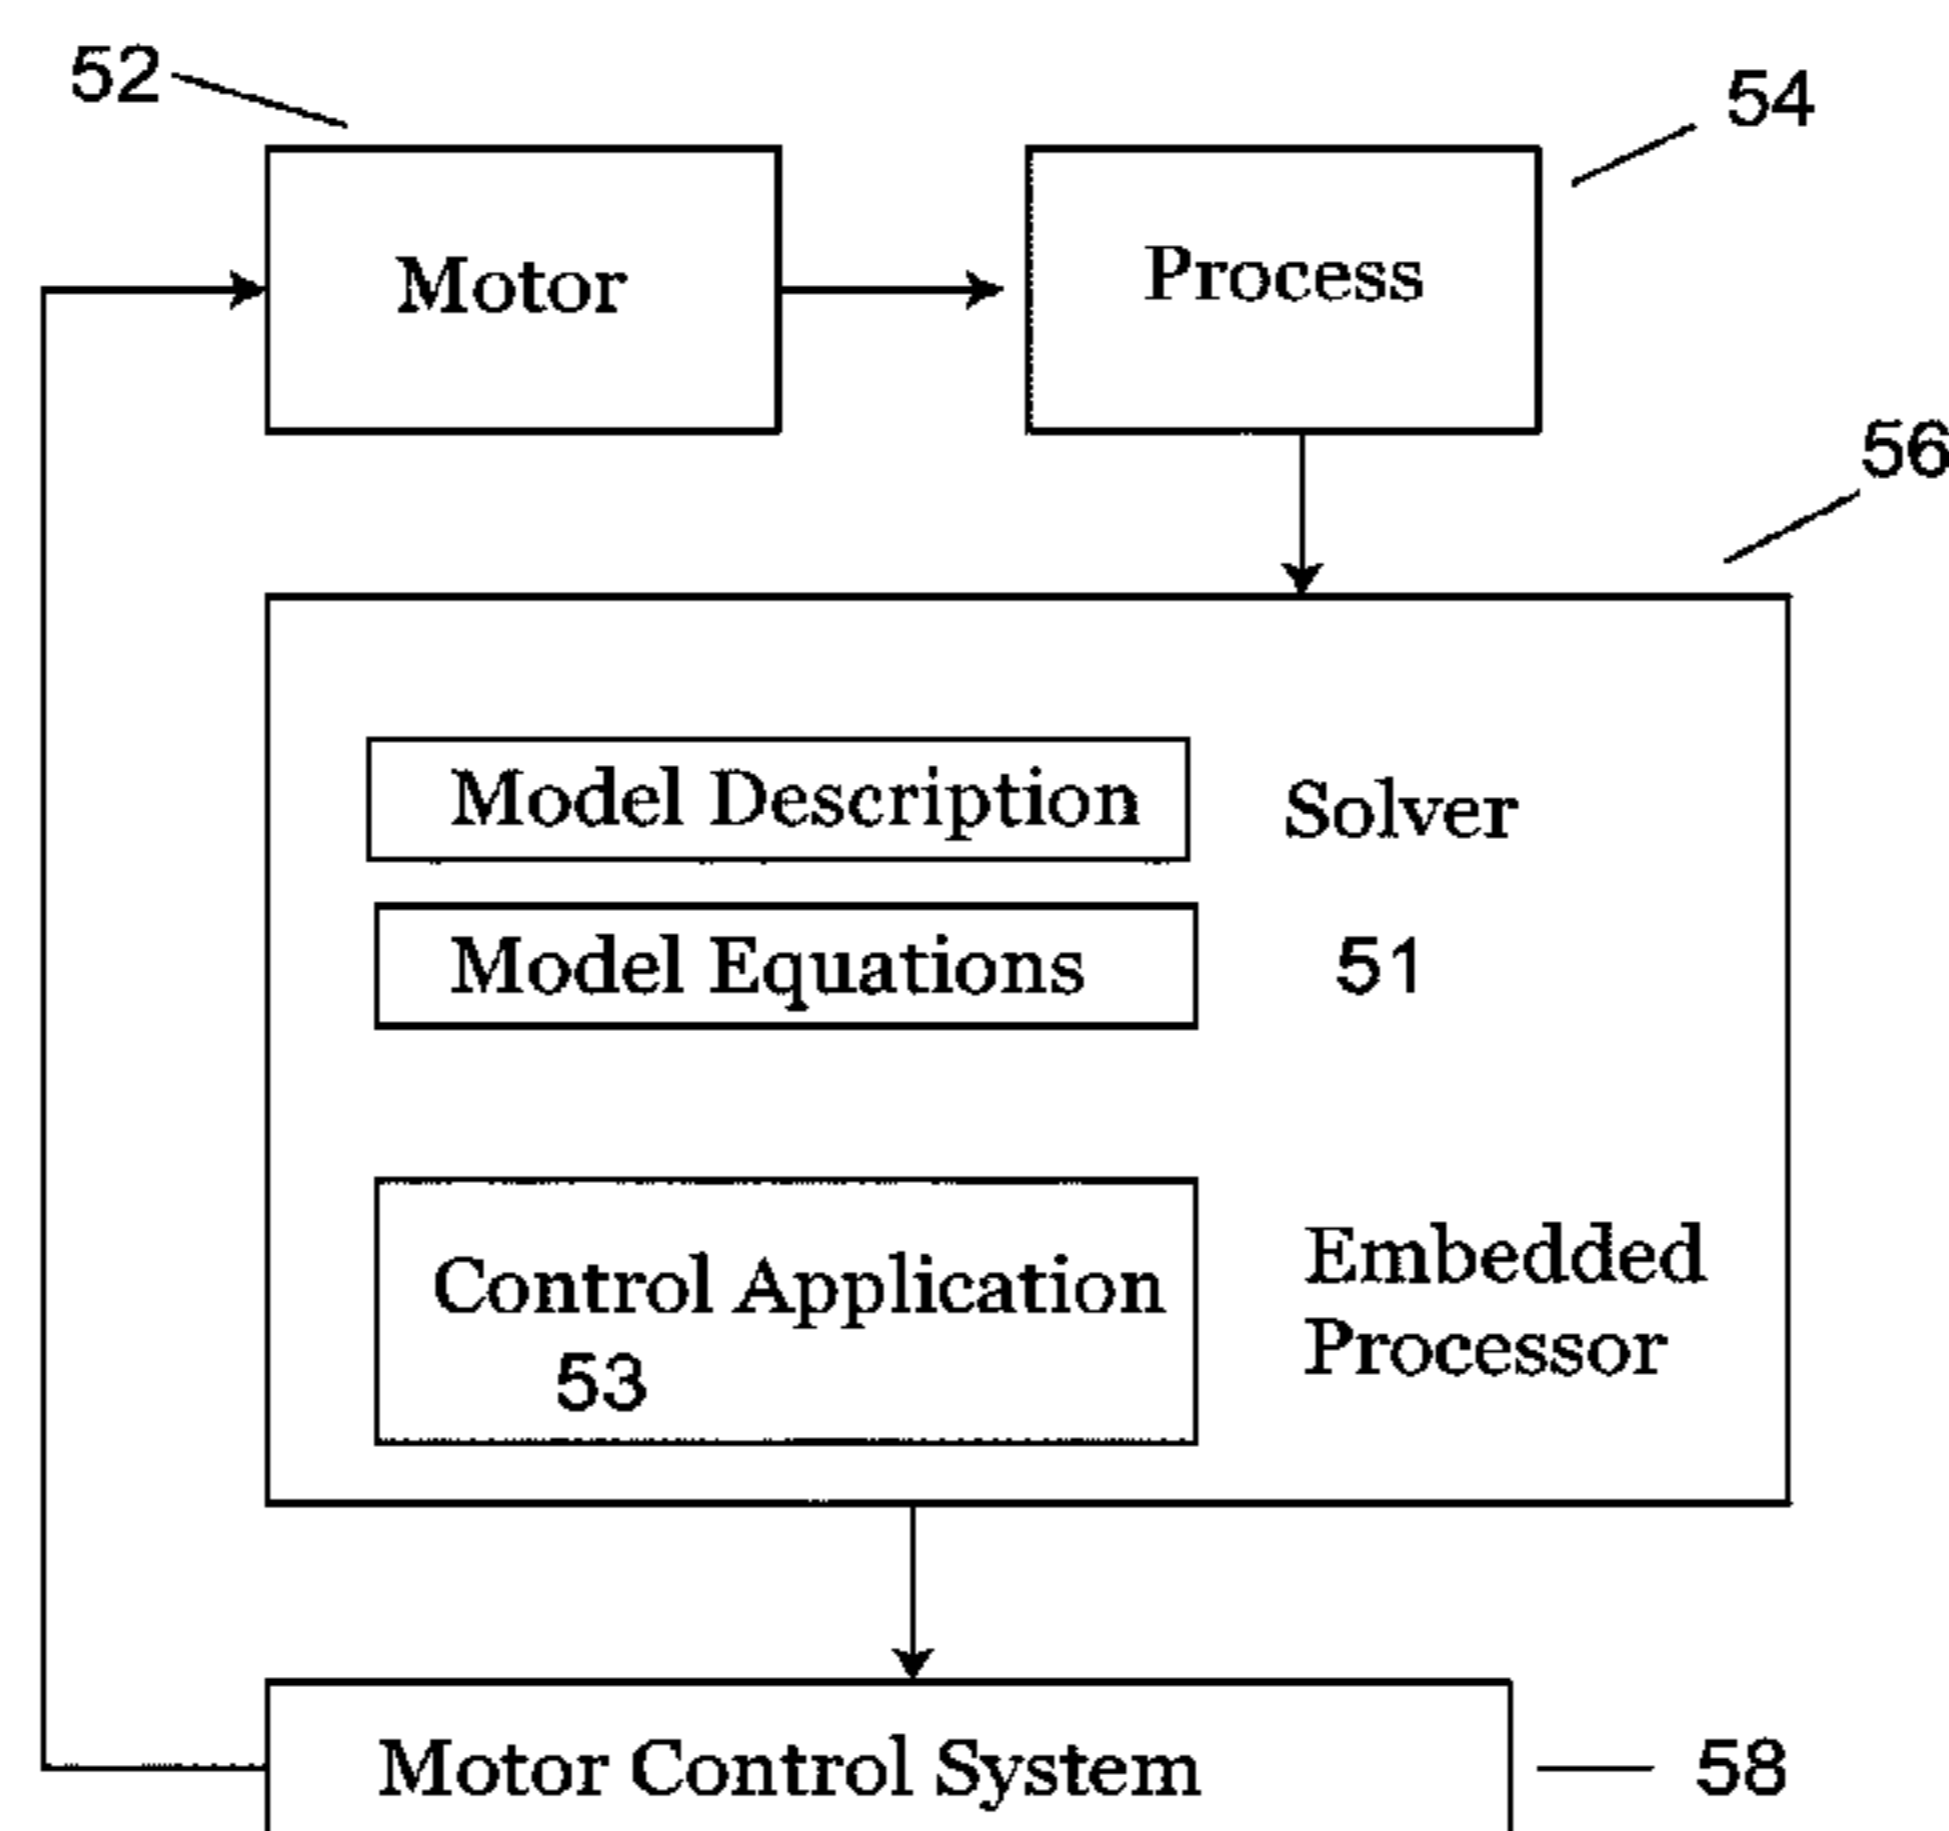 52
54
Motor
Process
56
Model Description
Solver
Model Equations
51
Control Application
53
Embedded
Processor
Motor Control System
58